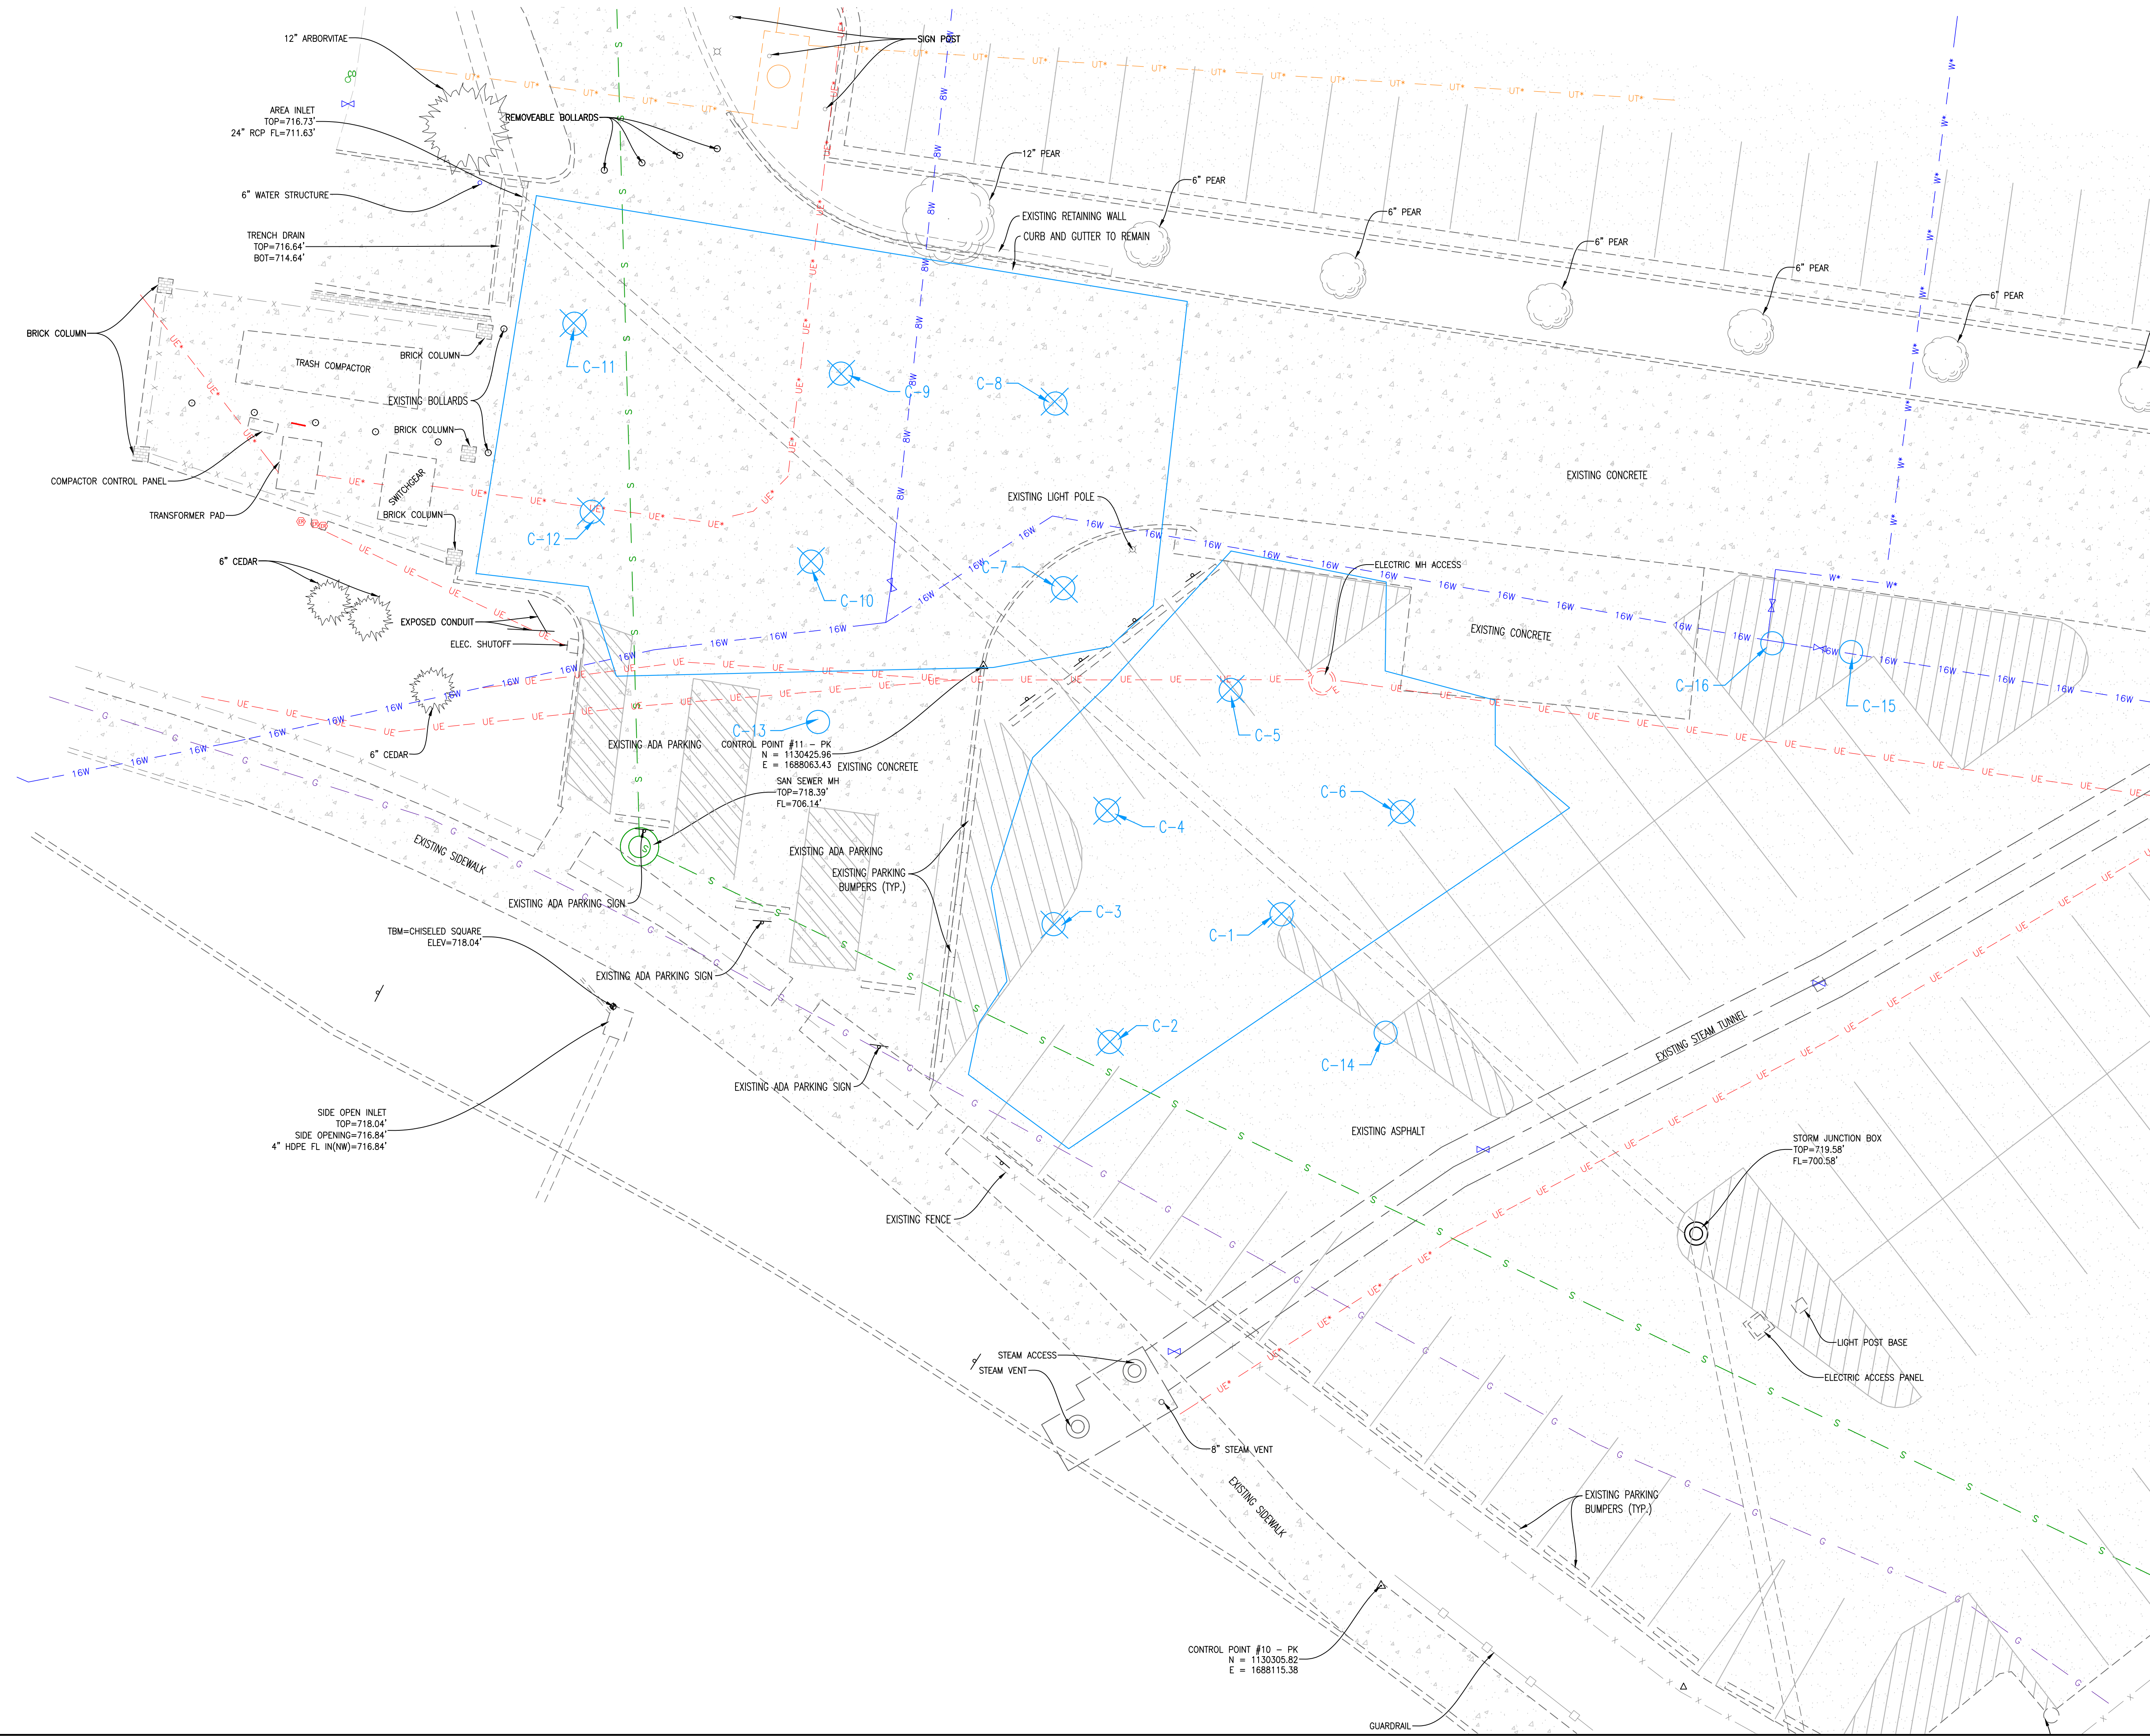 12" ARBORVITAE
SIGN POST
AREA INLET
TOP=716.73'
24" RCP FL=711.63'
REMOVEABLE BOLLARDS
12" PEAR
6" PEAR
6" PEAR
6" PEAR
6" PEAR
6" PEAR
6" WATER STRUCTURE
EXISTING RETAINING WALL
CURB AND GUTTER TO REMAIN
TRENCH DRAIN
TOP=716.64'
BOT=714.64'
BRICK COLUMN
BRICK COLUMN
TRASH COMPACTOR
C-11
C-9
C-8
EXISTING BOLLARDS
BRICK COLUMN
COMPACTOR CONTROL PANEL
TRANSFORMER PAD
SWITCHGEAR
BRICK COLUMN
EXISTING CONCRETE
EXISTING LIGHT POLE
C-12
6" CEDAR
C-7
ELECTRIC MH ACCESS
C-10
EXPOSED CONDUIT
ELEC. SHUTOFF
EXISTING CONCRETE
C-16
C-15
C-13
C-5
6" CEDAR
EXISTING ADA PARKING
CONTROL POINT #11 - PK
N = 1130425.96
E = 1688063.43
EXISTING CONCRETE
SAN SEWER MH
TOP=718.39'
FL=706.14'
C-6
C-4
EXISTING SIDEWALK
EXISTING ADA PARKING
EXISTING PARKING
BUMPERS (TYP.)
EXISTING ADA PARKING SIGN
C-3
C-1
TBM=CHISELED SQUARE
ELEV=718.04'
EXISTING ADA PARKING SIGN
C-2
C-14
EXISTING STEAM TUNNEL
EXISTING ADA PARKING SIGN
SIDE OPEN INLET
TOP=718.04'
SIDE OPENING=716.84'
4" HDPE FL IN(NW)=716.84'
EXISTING ASPHALT
STORM JUNCTION BOX
TOP=719.58'
FL=700.58'
EXISTING FENCE
LIGHT POST BASE
ELECTRIC ACCESS PANEL
STEAM ACCESS
STEAM VENT
8" STEAM VENT
EXISTING SIDEWALK
EXISTING PARKING
BUMPERS (TYP.)
CONTROL POINT #10 - PK
N = 1130305.82
E = 1688115.38
GUARDRAIL